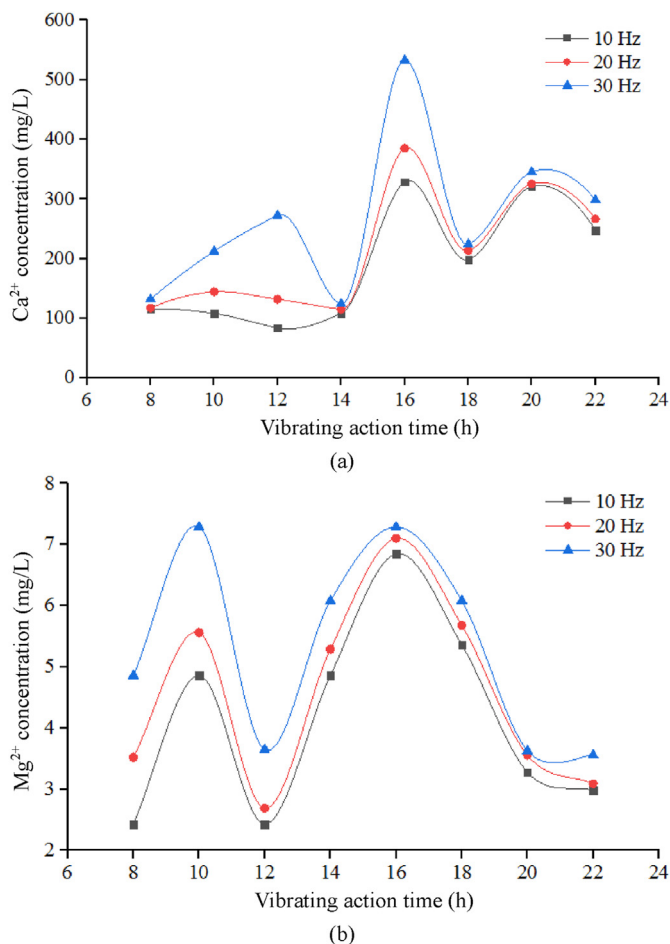 600
500
400
300
200
100
0
Ca²⁺ concentration (mg/L)
10 Hz
20 Hz
30 Hz
6 8 10 12 14 16 18 20 22 24
Vibrating action time (h)
(a)
8
7
6
5
4
3
2
Mg²⁺ concentration (mg/L)
10 Hz
20 Hz
30 Hz
6 8 10 12 14 16 18 20 22 24
Vibrating action time (h)
(b)